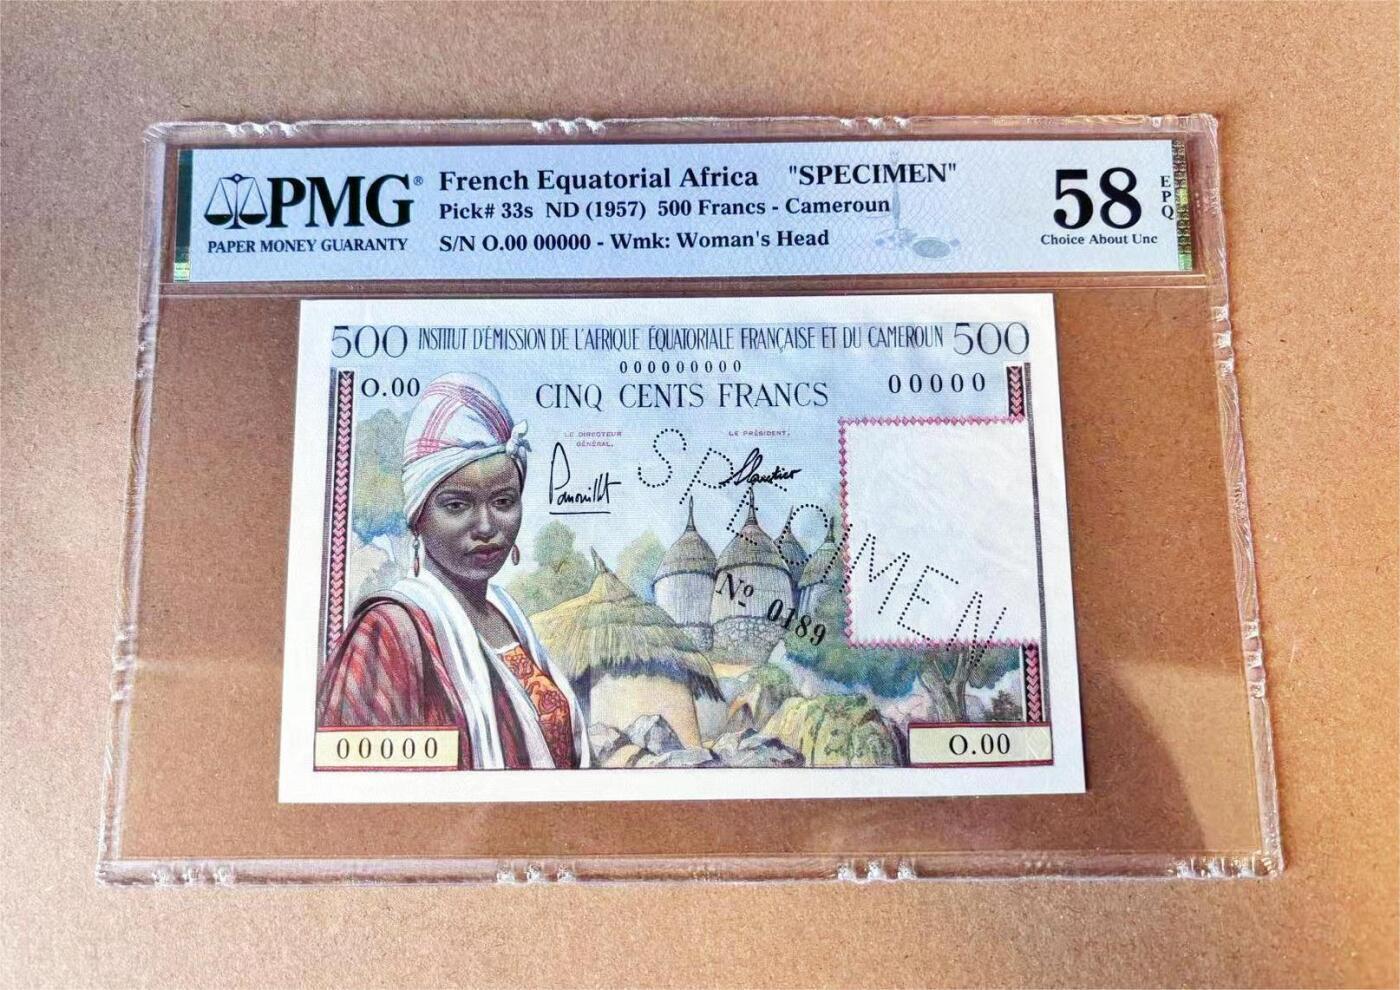 PMG®
PAPER MONEY GUARANTY
French Equatorial Africa "SPECIMEN"
Pick# 33s ND (1957) 500 Francs - Cameroun
S/N O.00 00000 - Wmk: Woman's Head
58
EPQ
Choice About Unc
500 INSTITUT D'ÉMISSION DE L'AFRIQUE ÉQUATORIALE FRANÇAISE ET DU CAMEROUN 500
000000000
O.00 CINQ CENTS FRANCS 00000
LE DIRECTEUR GÉNÉRAL,
LE PRÉSIDENT,
SPECIMEN
Nº 0189
00000
O.00